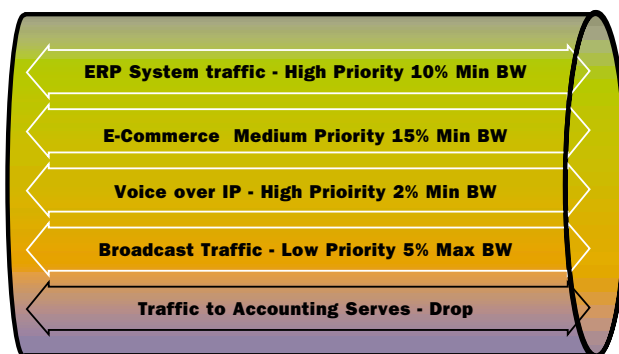 ERP System traffic - High Priority 10% Min BW
E-Commerce  Medium Priority 15% Min BW
Voice over IP - High Prioirity 2% Min BW
Broadcast Traffic - Low Priority 5% Max BW
Traffic to Accounting Serves - Drop